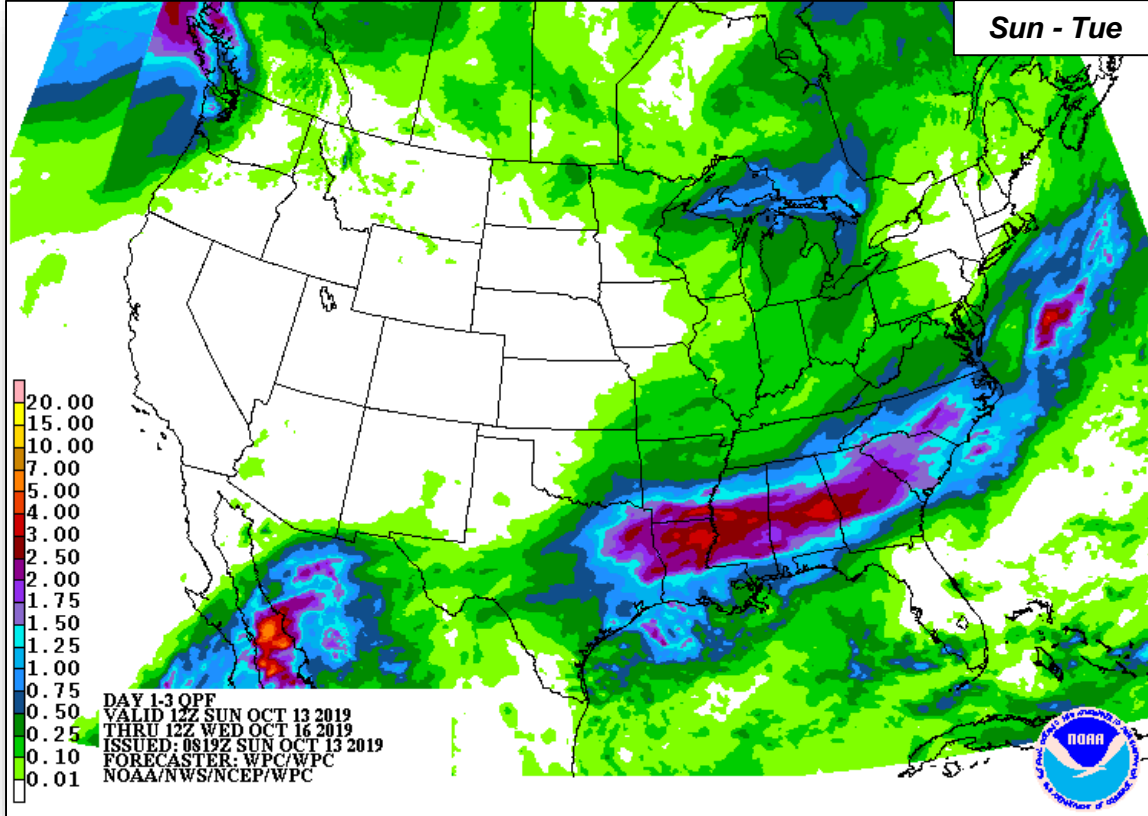 Sun - Tue
20.00
15.00
10.00
7.00
5.00
4.00
3.00
2.50
2.00
1.75
1.50
1.25
1.00
0.75
0.50
0.25
0.10
0.01
DAY 1-3 QPF
VALID 12Z SUN OCT 13 2019
THRU 12Z WED OCT 16 2019
ISSUED: 0819Z SUN OCT 13 2019
FORECASTER: WPC/WPC
NOAA/NWS/NCEP/WPC
NOAA